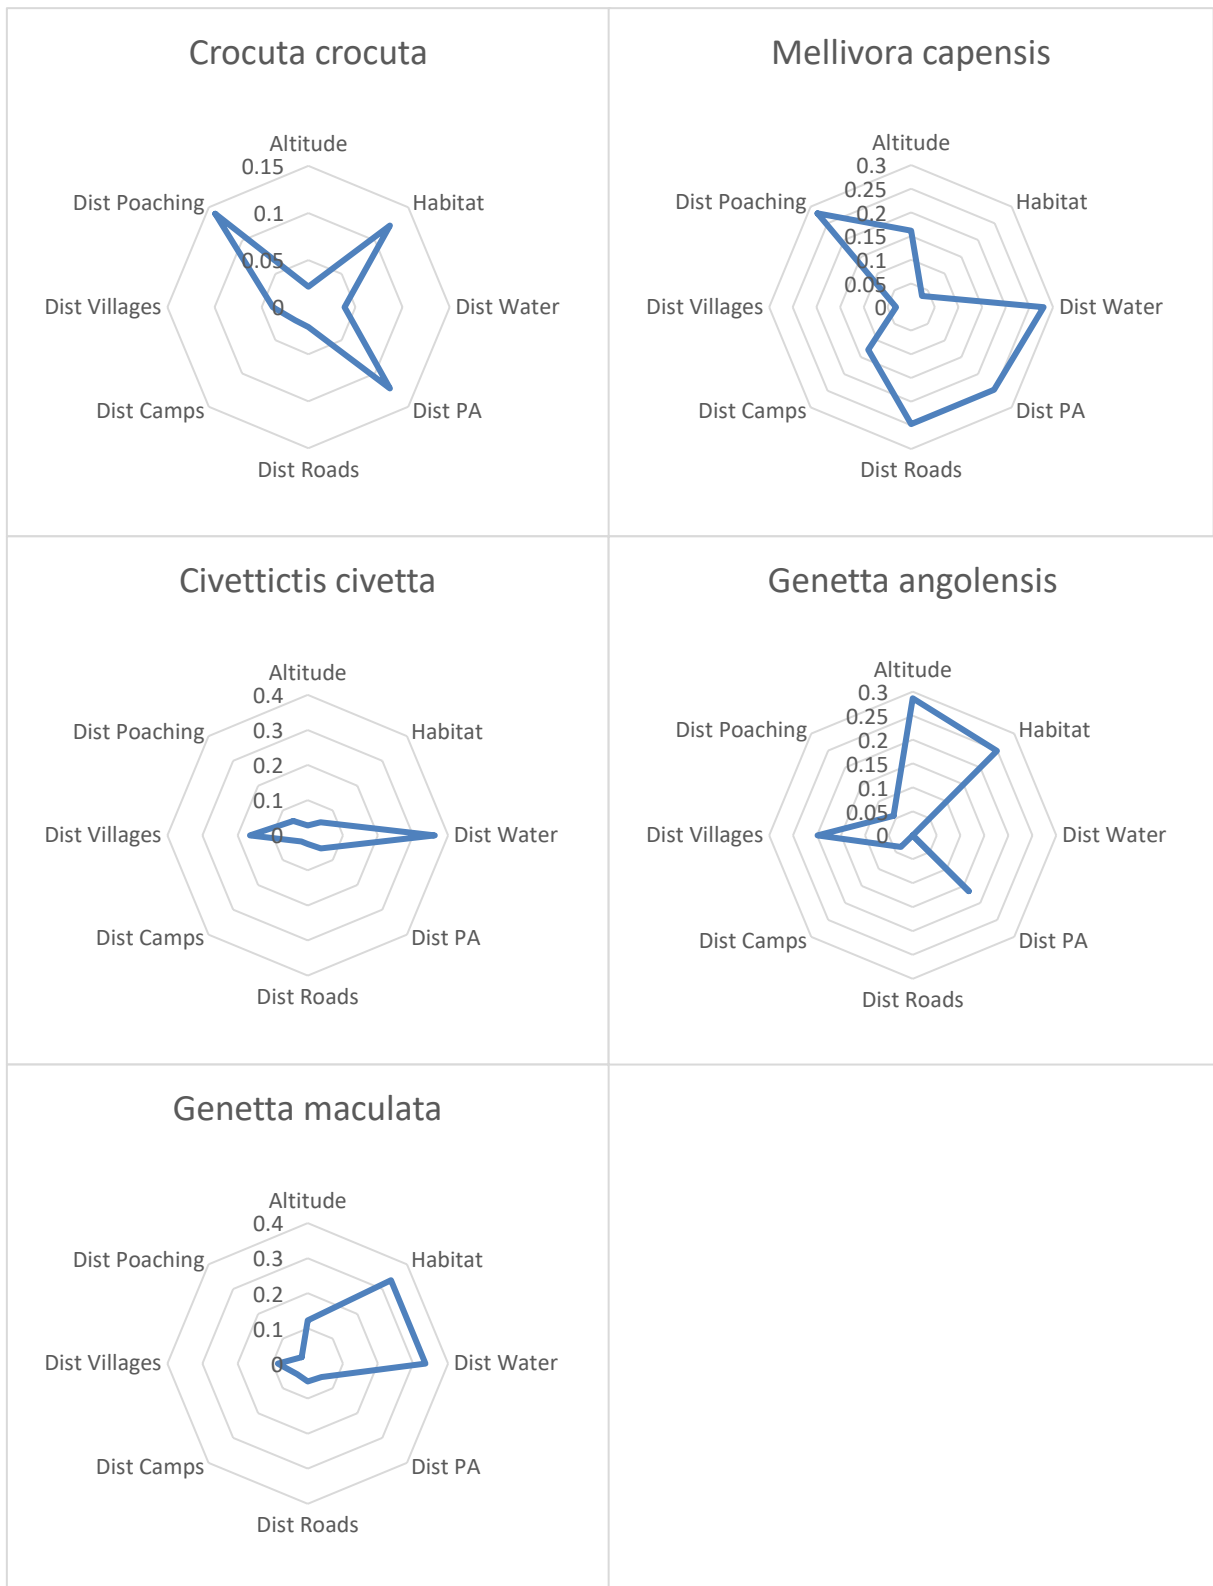 Crocuta crocuta
Altitude
0.15
Dist Poaching
Habitat
0.1
0.05
Dist Villages
0
Dist Water
Dist Camps
Dist PA
Dist Roads
Mellivora capensis
Altitude
0.3
Dist Poaching
Habitat
0.25
0.2
0.15
0.1
0.05
Dist Villages
0
Dist Water
Dist Camps
Dist PA
Dist Roads
Civettictis civetta
Altitude
0.4
Dist Poaching
Habitat
0.3
0.2
0.1
Dist Villages
0
Dist Water
Dist Camps
Dist PA
Dist Roads
Genetta angolensis
Altitude
0.3
Dist Poaching
Habitat
0.25
0.2
0.15
0.1
0.05
Dist Villages
0
Dist Water
Dist Camps
Dist PA
Dist Roads
Genetta maculata
Altitude
0.4
Dist Poaching
Habitat
0.3
0.2
0.1
Dist Villages
0
Dist Water
Dist Camps
Dist PA
Dist Roads